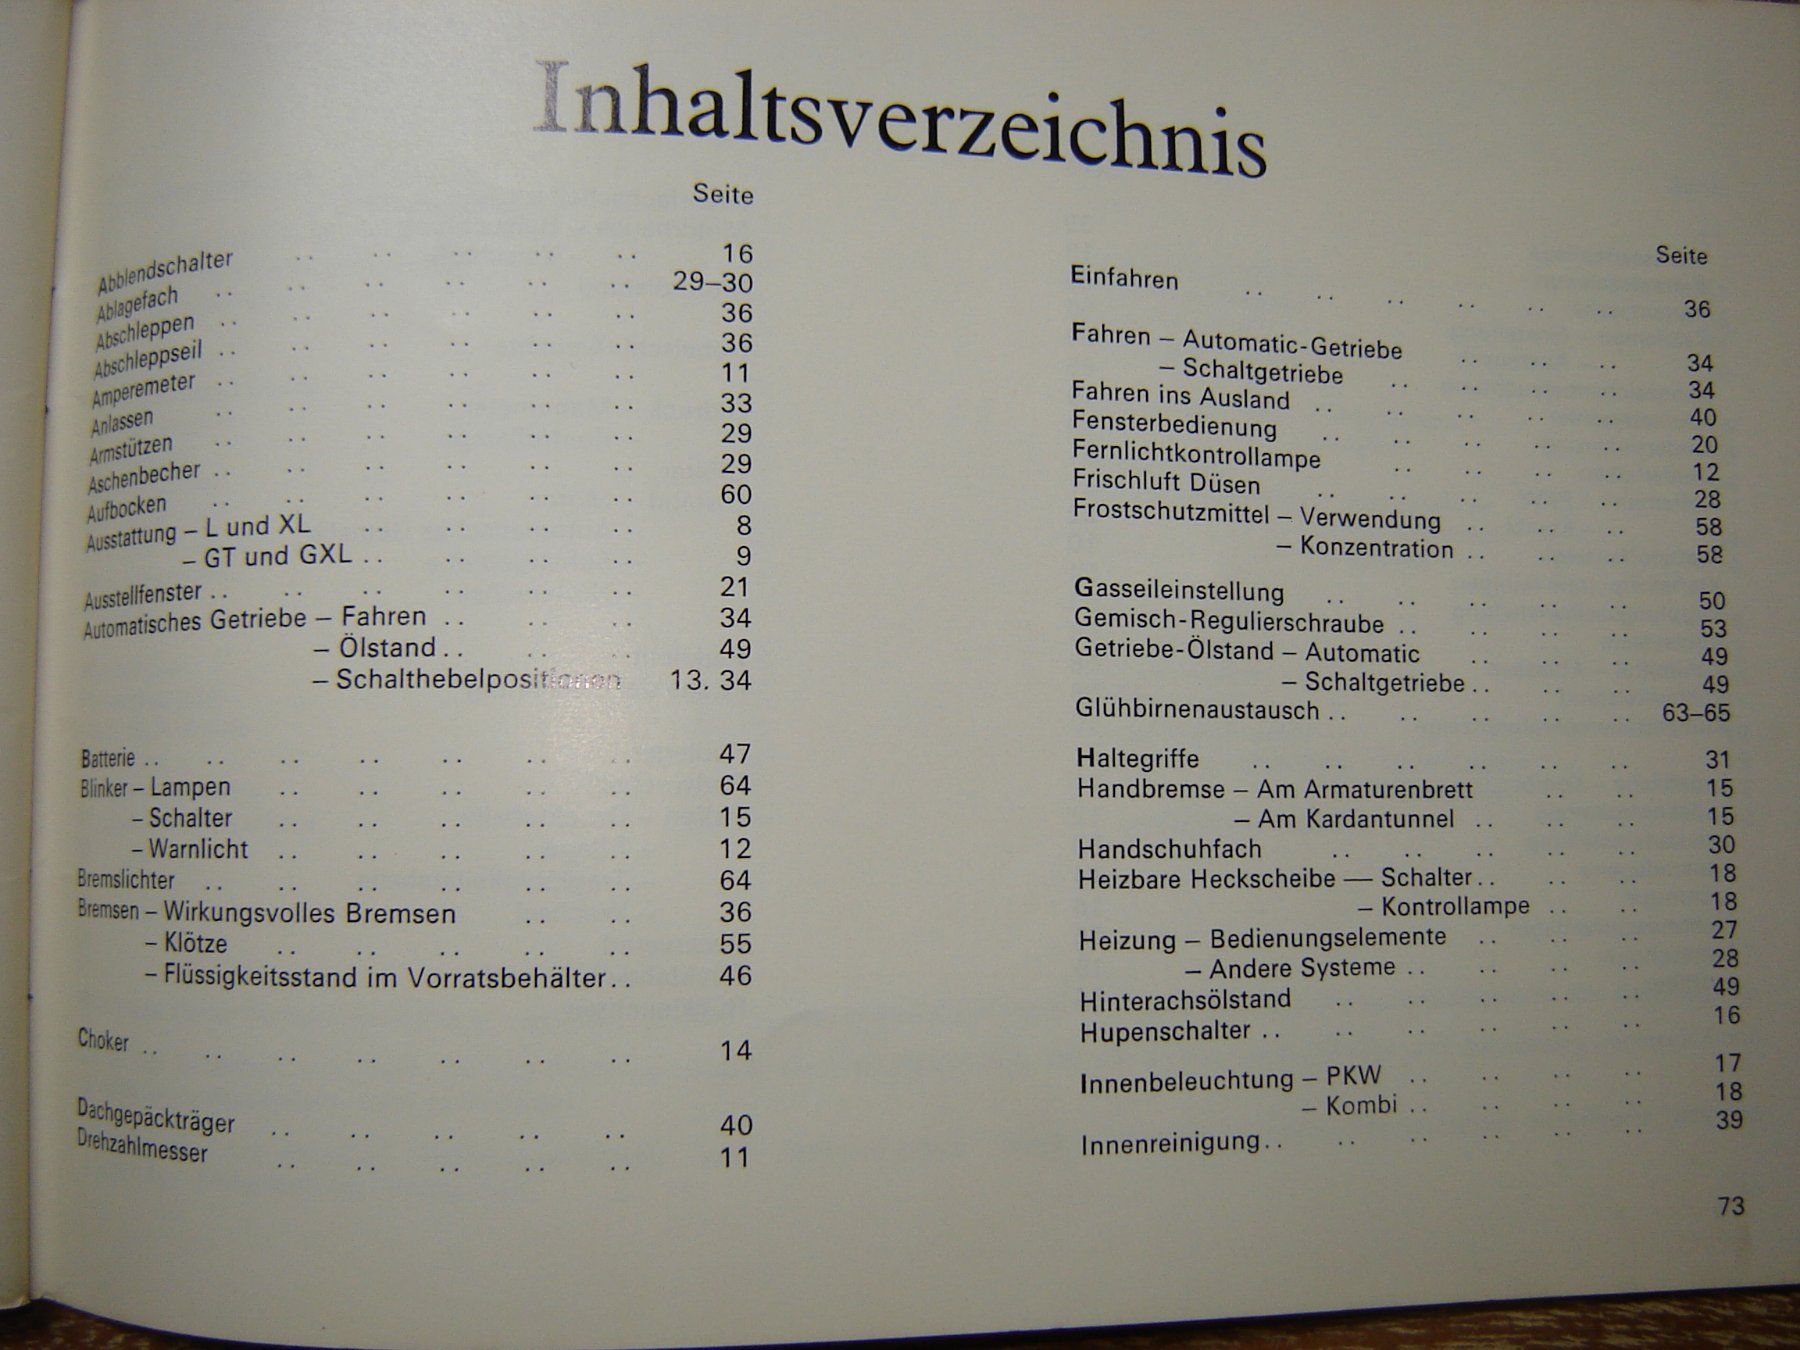 Inhaltsverzeichnis
Seite
Abblendschalter .. .. .. .. .. 16
Ablagefach .. .. .. .. .. .. 29–30
Abschleppen .. .. .. .. .. .. 36
Abschleppseil .. .. .. .. .. .. 36
Amperemeter .. .. .. .. .. .. 11
Anlassen .. .. .. .. .. .. 33
Armstützen .. .. .. .. .. .. 29
Aschenbecher .. .. .. .. .. .. 29
Aufbocken .. .. .. .. .. .. 60
Ausstattung – L und XL .. .. .. .. 8
– GT und GXL .. .. .. .. 9
Ausstellfenster .. .. .. .. .. .. 21
Automatisches Getriebe – Fahren .. .. .. 34
– Ölstand .. .. .. 49
– Schalthebelpositionen 13. 34
Batterie .. .. .. .. .. .. .. 47
Blinker – Lampen .. .. .. .. .. 64
– Schalter .. .. .. .. .. 15
– Warnlicht .. .. .. .. .. 12
Bremslichter .. .. .. .. .. .. 64
Bremsen – Wirkungsvolles Bremsen .. .. 36
– Klötze .. .. .. .. .. 55
– Flüssigkeitsstand im Vorratsbehälter .. 46
Choker .. .. .. .. .. .. .. 14
Dachgepäckträger .. .. .. .. .. 40
Drehzahlmesser .. .. .. .. .. 11
Seite
Einfahren .. .. .. .. .. .. 36
Fahren – Automatic-Getriebe .. .. .. 34
– Schaltgetriebe .. .. .. .. 34
Fahren ins Ausland .. .. .. .. .. 40
Fensterbedienung .. .. .. .. .. 20
Fernlichtkontrollampe .. .. .. .. 12
Frischluft Düsen .. .. .. .. .. 28
Frostschutzmittel – Verwendung .. .. .. 58
– Konzentration .. .. .. 58
Gasseileinstellung .. .. .. .. .. 50
Gemisch-Regulierschraube .. .. .. .. 53
Getriebe-Ölstand – Automatic .. .. .. 49
– Schaltgetriebe .. .. .. 49
Glühbirnenaustausch .. .. .. .. .. 63–65
Haltegriffe .. .. .. .. .. .. 31
Handbremse – Am Armaturenbrett .. .. 15
– Am Kardantunnel .. .. .. 15
Handschuhfach .. .. .. .. .. 30
Heizbare Heckscheibe — Schalter .. .. .. 18
– Kontrollampe .. .. 18
Heizung – Bedienungselemente .. .. .. 27
– Andere Systeme .. .. .. .. 28
Hinterachsölstand .. .. .. .. .. 49
Hupenschalter .. .. .. .. .. .. 16
Innenbeleuchtung – PKW .. .. .. .. 17
– Kombi .. .. .. .. 18
Innenreinigung .. .. .. .. .. .. 39
73